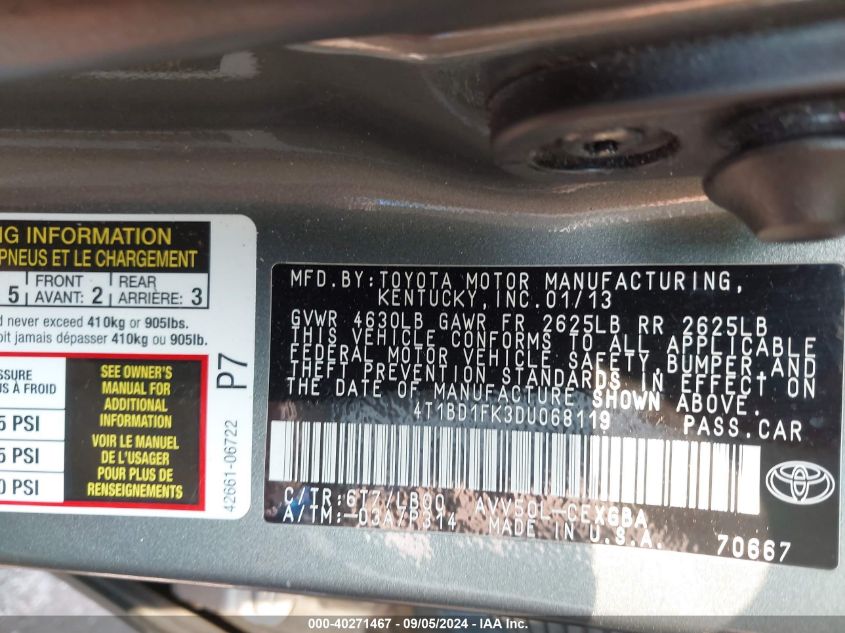 NG INFORMATION
PNEUS ET LE CHARGEMENT
5 FRONT AVANT: 2 REAR ARRIÈRE: 3
d never exceed 410kg or 905lbs.
oit jamais dépasser 410kg ou 905lb.
ESSURE
S À FROID
5 PSI
5 PSI
0 PSI
SEE OWNER'S
MANUAL FOR
ADDITIONAL
INFORMATION
VOIR LE MANUEL
DE L'USAGER
POUR PLUS DE
RENSEIGNEMENTS
P7
42661-06722
MFD.BY:TOYOTA MOTOR MANUFACTURING,
KENTUCKY,INC.01/13
GVWR 4630LB GAWR FR 2625LB RR 2625LB
THIS VEHICLE CONFORMS TO ALL APPLICABLE
FEDERAL MOTOR VEHICLE SAFETY,BUMPER,AND
THEFT PREVENTION STANDARDS IN EFFECT ON
THE DATE OF MANUFACTURE SHOWN ABOVE.
4T1BD1FK3DU068119 PASS.CAR
C/TR:6T7/LB00 AVV50L-CEXGBA
A/TM:-03A/P314 MADE IN U.S.A.
70667
000-40271467 - 09/05/2024 - IAA Inc.